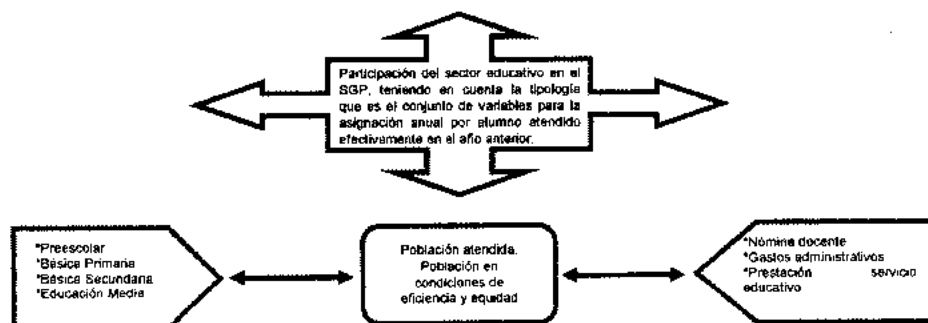 Participación del sector educativo en el
SGP, teniendo en cuenta la tipología
que es el conjunto de variables para la
asignación anual por alumno atendido
efectivamente en el año anterior.
*Preescolar
*Básica Primaria
*Básica Secundaria
*Educación Media
Población atendida.
Población en
condiciones de
eficiencia y equidad
*Nómina docente
*Gastos administrativos
*Prestación servicio
educativo